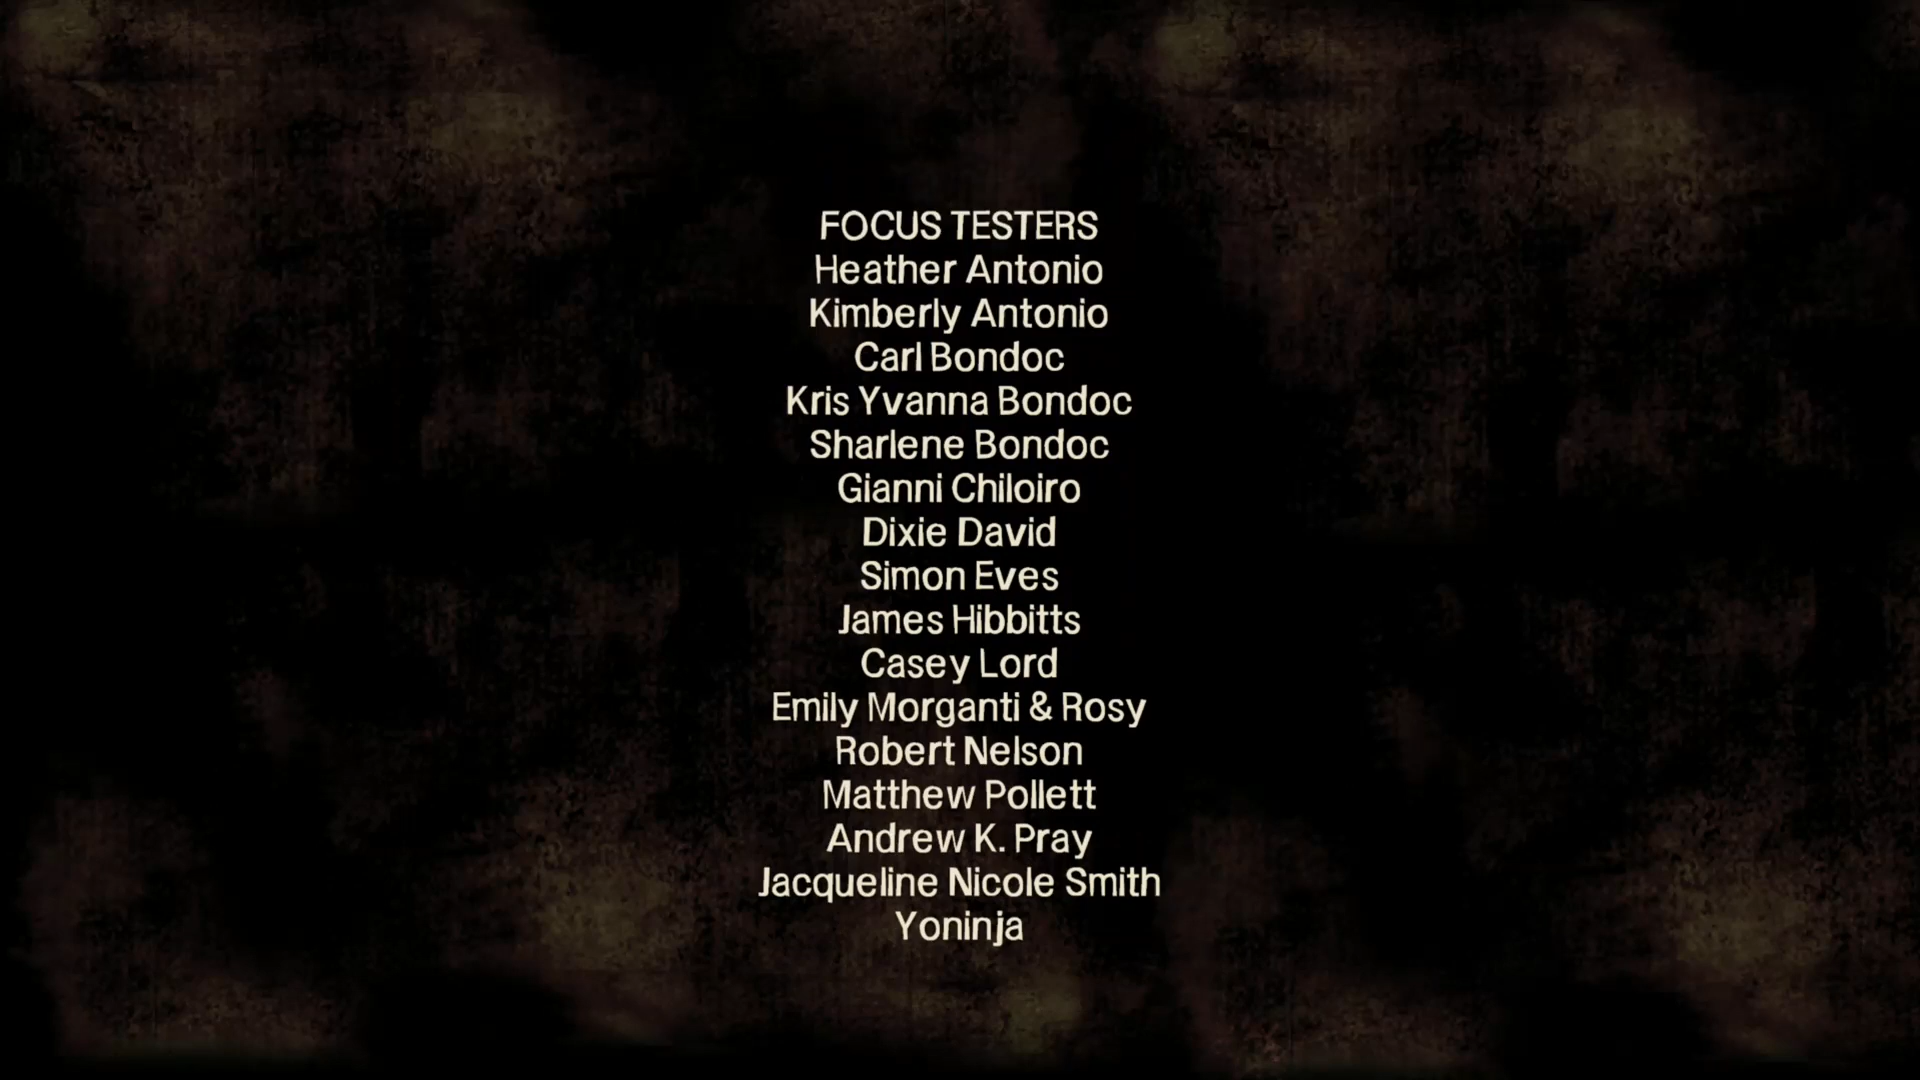 FOCUS TESTERS
Heather Antonio
Kimberly Antonio
Carl Bondoc
Kris Yvanna Bondoc
Sharlene Bondoc
Gianni Chiloiro
Dixie David
Simon Eves
James Hibbitts
Casey Lord
Emily Morganti & Rosy
Robert Nelson
Matthew Pollett
Andrew K. Pray
Jacqueline Nicole Smith
Yoninja